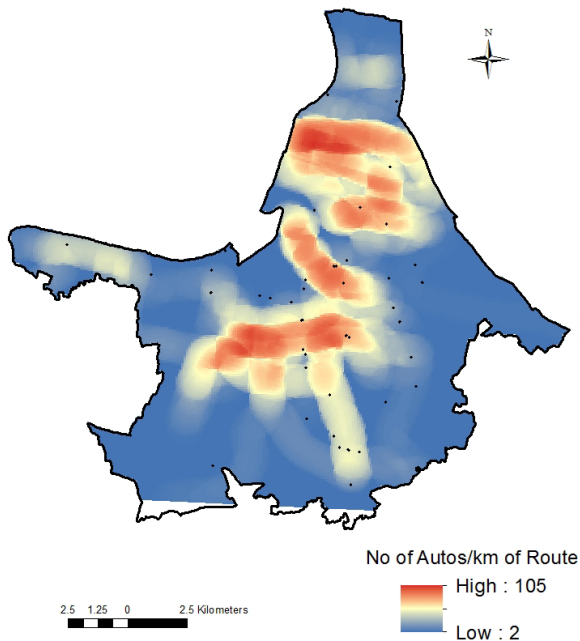 N
No of Autos/km of Route
High : 105
Low : 2
2.5 1.25 0 2.5 Kilometers